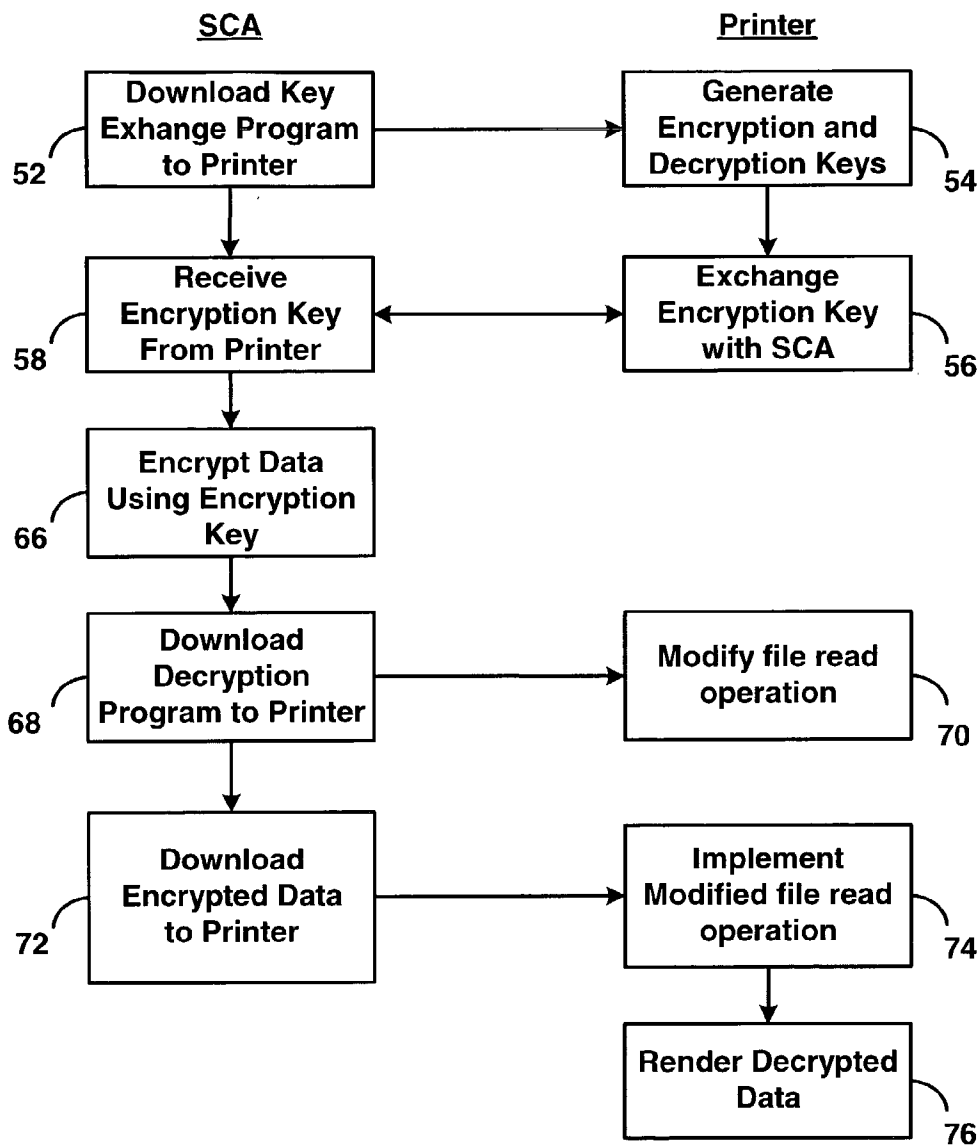 SCA
Printer
Download Key
Exhange Program
to Printer
52
Generate
Encryption and
Decryption Keys
54
Receive
Encryption Key
From Printer
58
Exchange
Encryption Key
with SCA
56
Encrypt Data
Using Encryption
Key
66
Download
Decryption
Program to Printer
68
Modify file read
operation
70
Download
Encrypted Data
to Printer
72
Implement
Modified file read
operation
74
Render Decrypted
Data
76